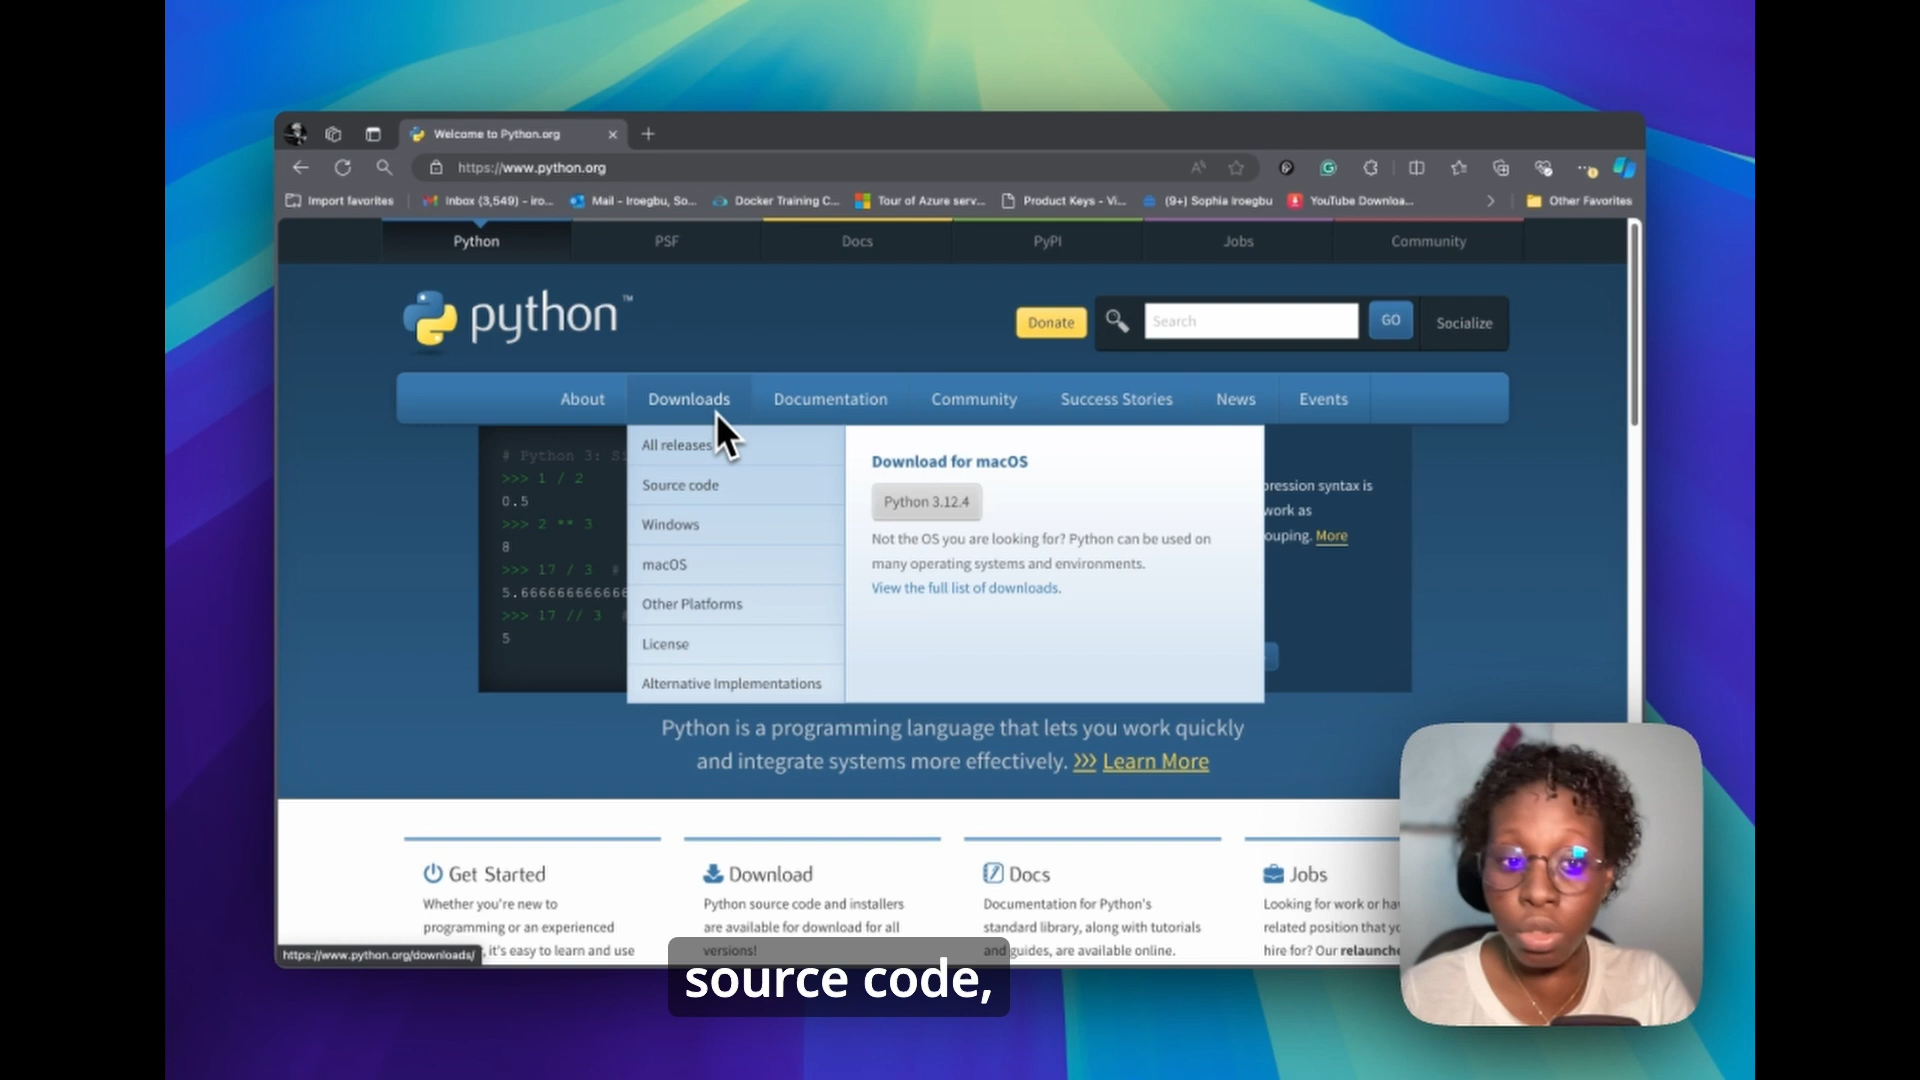 Welcome to Python.org
https://www.python.org
Import favorites
Inbox (3,549) - iro...
Mail - Iroegbu, So...
Docker Training C...
Tour of Azure serv...
Product Keys - Vi...
(9+) Sophia Iroegbu
YouTube Downloa...
Other Favorites
Python
PSF
Docs
PyPI
Jobs
Community
python™
Donate
Search
GO
Socialize
About
Downloads
Documentation
Community
Success Stories
News
Events
# Python 3: Si
>>> 1 / 2
0.5
>>> 2 ** 3
8
>>> 17 / 3 #
5.666666666666
>>> 17 // 3 #
5
All releases
Source code
Windows
macOS
Other Platforms
License
Alternative Implementations
Download for macOS
Python 3.12.4
Not the OS you are looking for? Python can be used on
many operating systems and environments.
View the full list of downloads.
pression syntax is
work as
ouping. More
Python is a programming language that lets you work quickly
and integrate systems more effectively. >>> Learn More
Get Started
Whether you're new to
programming or an experienced
, it's easy to learn and use
Download
Python source code and installers
are available for download for all
versions!
Docs
Documentation for Python's
standard library, along with tutorials
and guides, are available online.
Jobs
Looking for work or ha
related position that yo
hire for? Our relaunche
https://www.python.org/downloads/
source code,